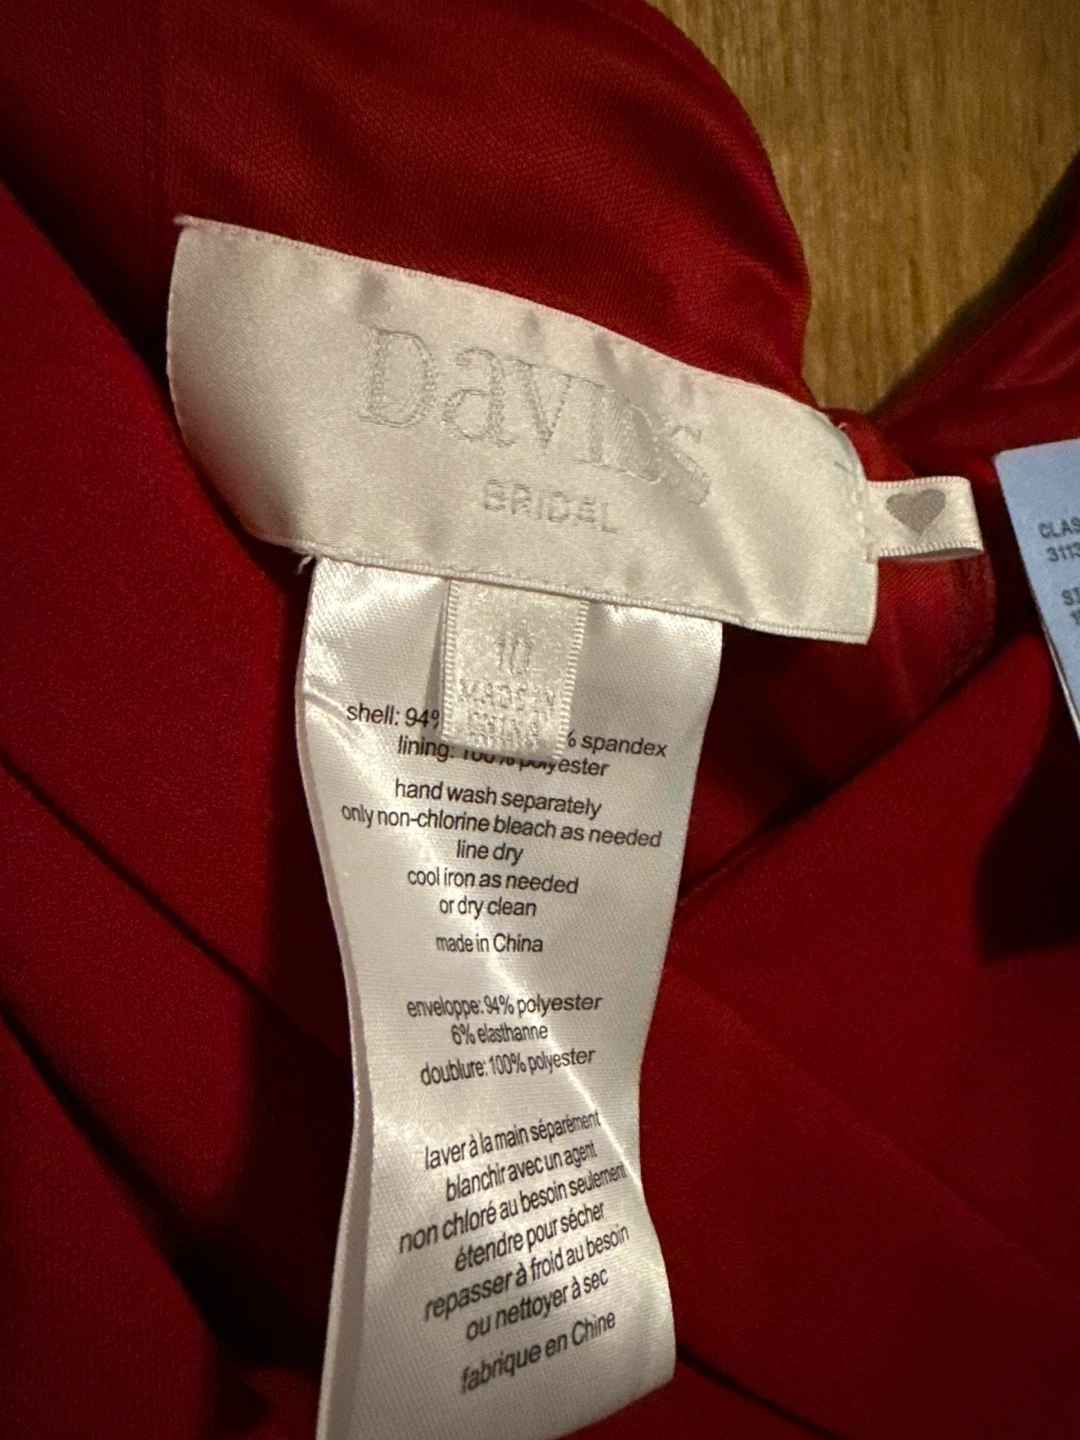 DaVIDS
BRIDAL
10
MADE IN
CHINA
shell: 94% % spandex
lining: 100% polyester
hand wash separately
only non-chlorine bleach as needed
line dry
cool iron as needed
or dry clean
made in China
enveloppe: 94% polyester
6% elasthanne
doublure: 100% polyester
laver à la main séparément
blanchir avec un agent
non chloré au besoin seulement
étendre pour sécher
repasser à froid au besoin
ou nettoyer à sec
fabrique en Chine
CLAS
3113